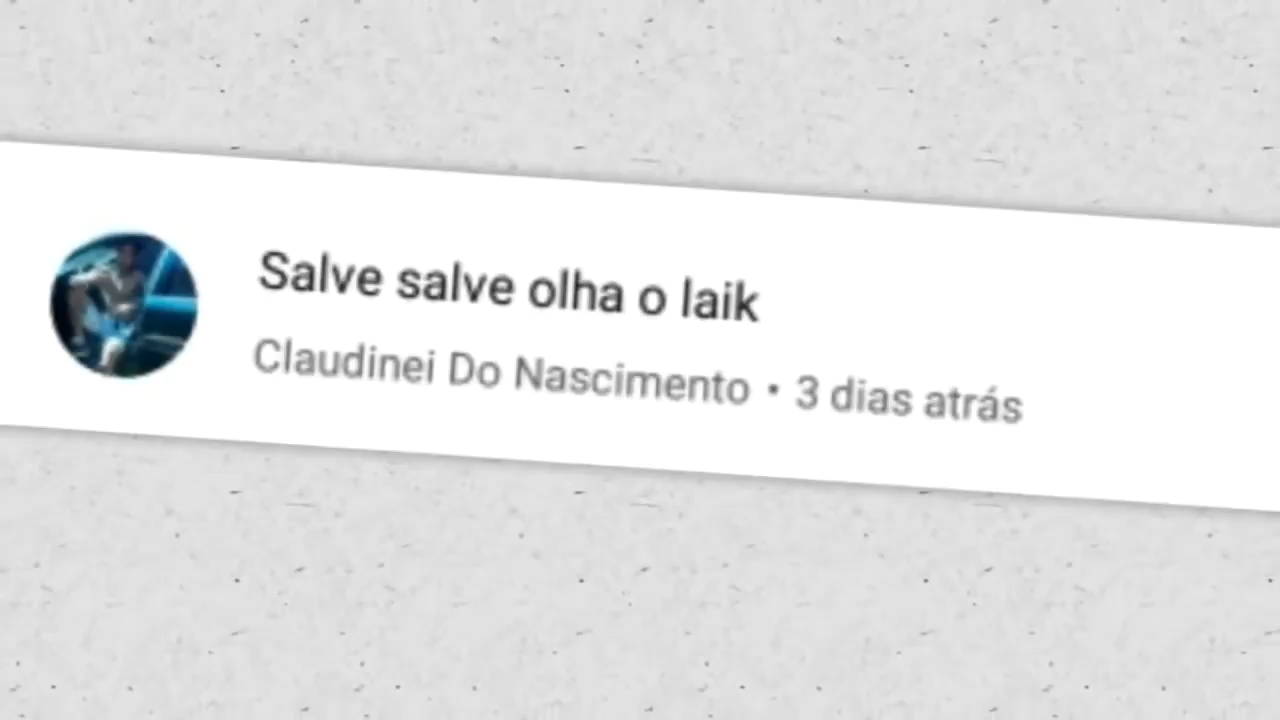 Salve salve olha o laik
Claudinei Do Nascimento • 3 dias atrás